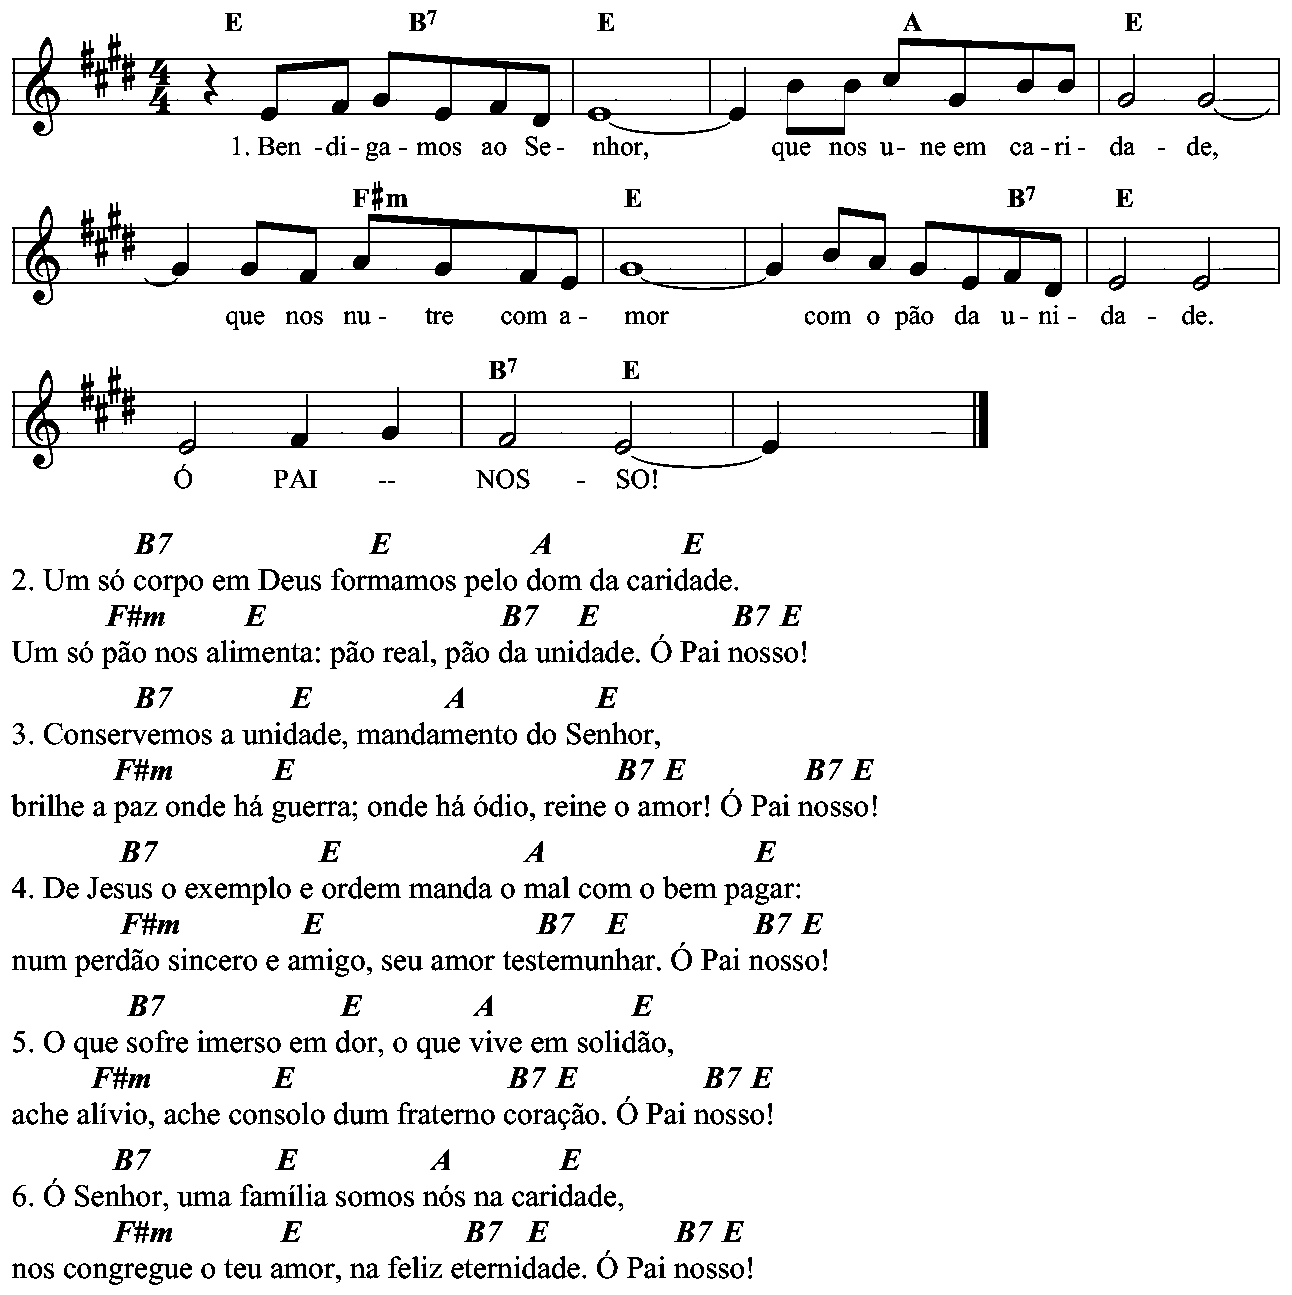 E B7 E A E
4
4
1. Ben -di-ga-mos ao Se- nhor, que nos u-ne em ca-ri- da-de,
F#m E B7 E
que nos nu-tre com a-mor com o pão da u-ni-da-de.
B7 E
Ó PAI -- NOS - SO!
B7 E A E
2. Um só corpo em Deus formamos pelo dom da caridade.
F#m E B7 E B7 E
Um só pão nos alimenta: pão real, pão da unidade. Ó Pai nosso!
B7 E A E
3. Conservemos a unidade, mandamento do Senhor,
F#m E B7 E B7 E
brilhe a paz onde há guerra; onde há ódio, reine o amor! Ó Pai nosso!
B7 E A E
4. De Jesus o exemplo e ordem manda o mal com o bem pagar:
F#m E B7 E B7 E
num perdão sincero e amigo, seu amor testemunhar. Ó Pai nosso!
B7 E A E
5. O que sofre imerso em dor, o que vive em solidão,
F#m E B7 E B7 E
ache alívio, ache consolo dum fraterno coração. Ó Pai nosso!
B7 E A E
6. Ó Senhor, uma família somos nós na caridade,
F#m E B7 E B7 E
nos congregue o teu amor, na feliz eternidade. Ó Pai nosso!